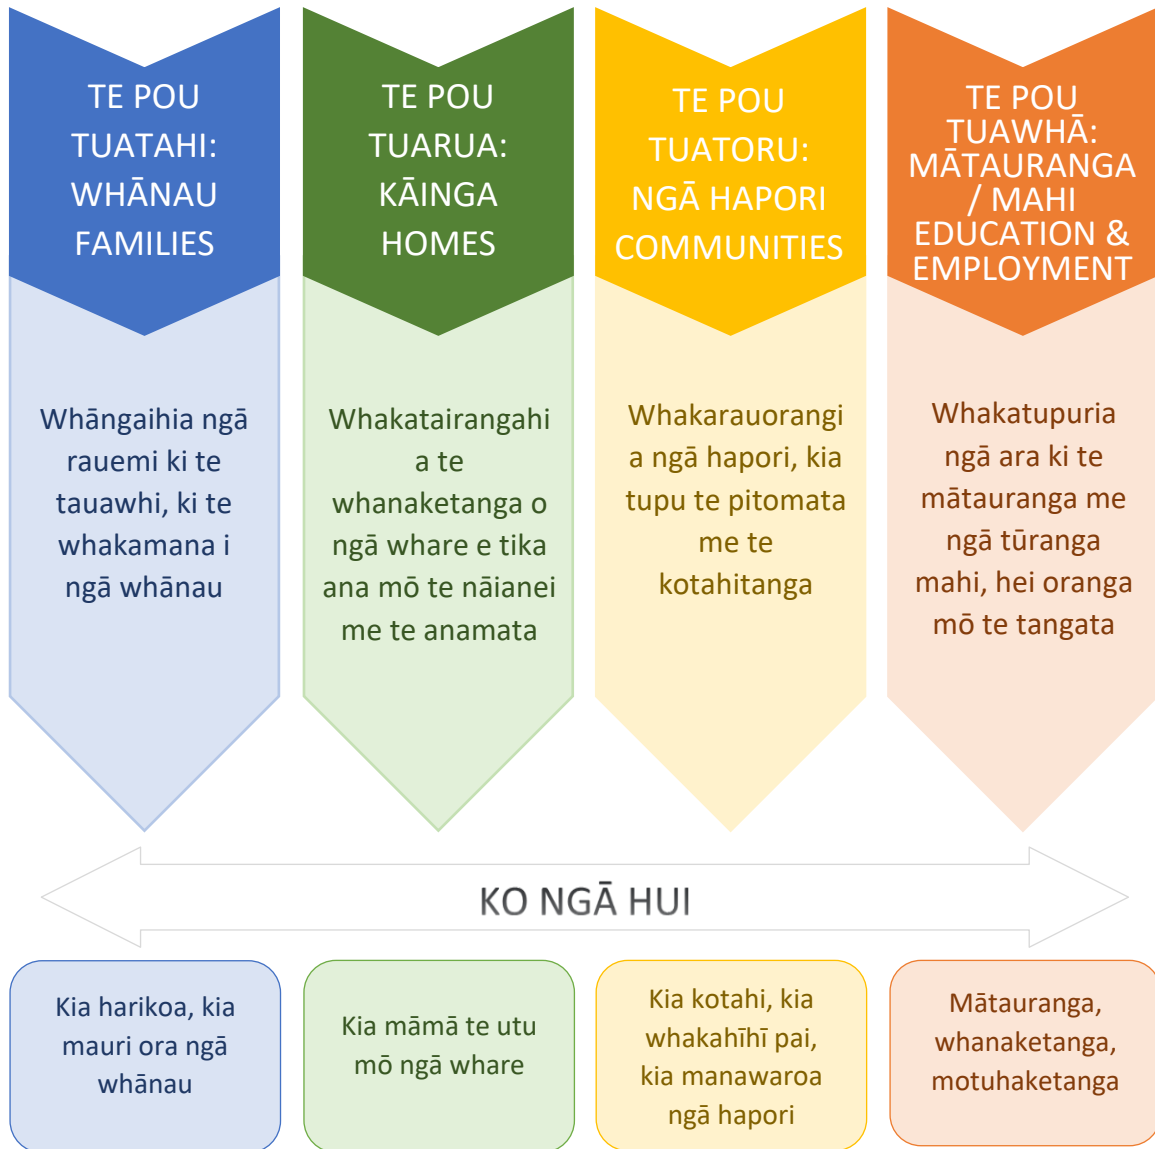 TE POU
TUATAHI:
WHĀNAU
FAMILIES
Whāngaihia ngā
rauemi ki te
tauawhi, ki te
whakamana i
ngā whānau
TE POU
TUARUA:
KĀINGA
HOMES
Whakatairangahi
a te
whanaketanga o
ngā whare e tika
ana mō te nāianei
me te anamata
TE POU
TUATORU:
NGĀ HAPORI
COMMUNITIES
Whakarauorangi
a ngā hapori, kia
tupu te pitomata
me te
kotahitanga
TE POU
TUAWHĀ:
MĀTAURANGA
/ MAHI
EDUCATION &
EMPLOYMENT
Whakatupuria
ngā ara ki te
mātauranga me
ngā tūranga
mahi, hei oranga
mō te tangata
KO NGĀ HUI
Kia harikoa, kia
mauri ora ngā
whānau
Kia māmā te utu
mō ngā whare
Kia kotahi, kia
whakahīhī pai,
kia manawaroa
ngā hapori
Mātauranga,
whanaketanga,
motuhaketanga